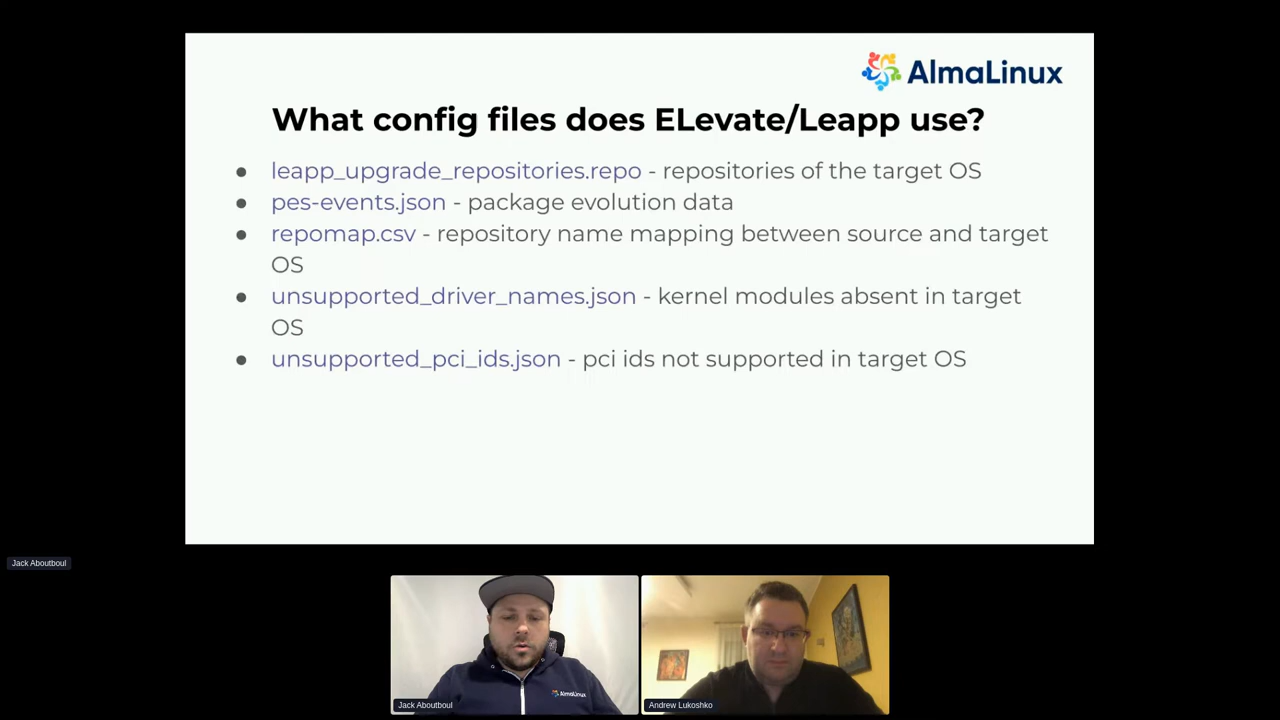 AlmaLinux
What config files does ELevate/Leapp use?
● leapp_upgrade_repositories.repo - repositories of the target OS
● pes-events.json - package evolution data
● repomap.csv - repository name mapping between source and target
OS
● unsupported_driver_names.json - kernel modules absent in target
OS
● unsupported_pci_ids.json - pci ids not supported in target OS
Jack Aboutboul
AlmaLinux
Jack Aboutboul
Andrew Lukoshko